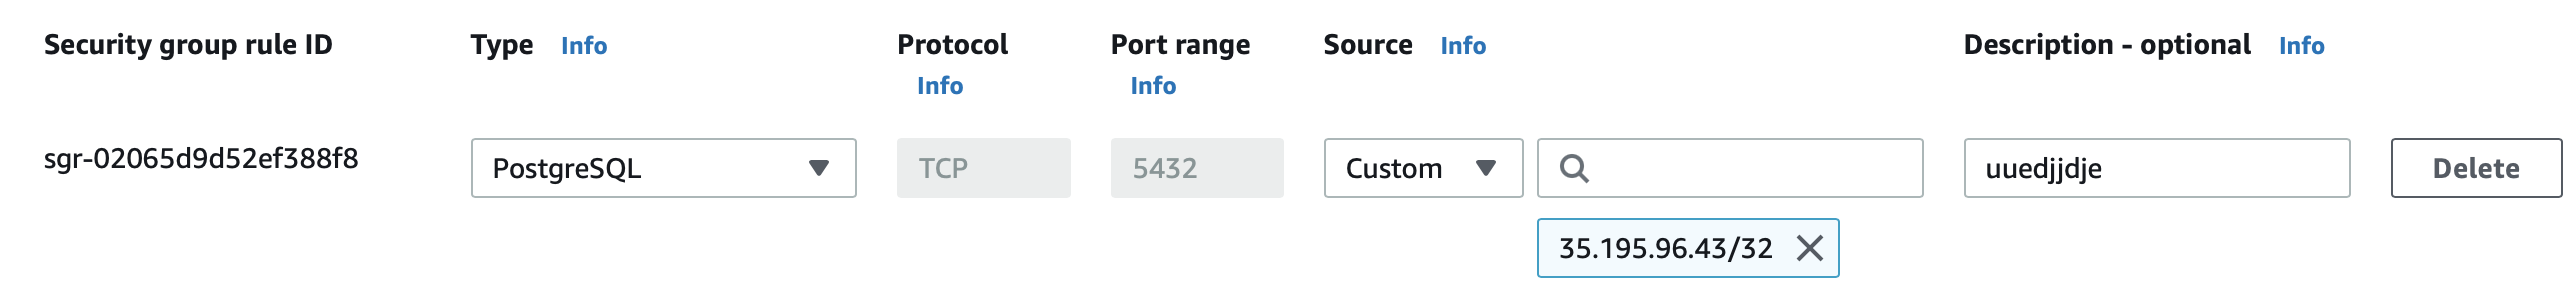 Security group rule ID Type Info Protocol Port range Source Info Description - optional Info
Info Info
sgr-02065d9d52ef388f8 PostgreSQL TCP 5432 Custom uuedjjdje Delete
35.195.96.43/32